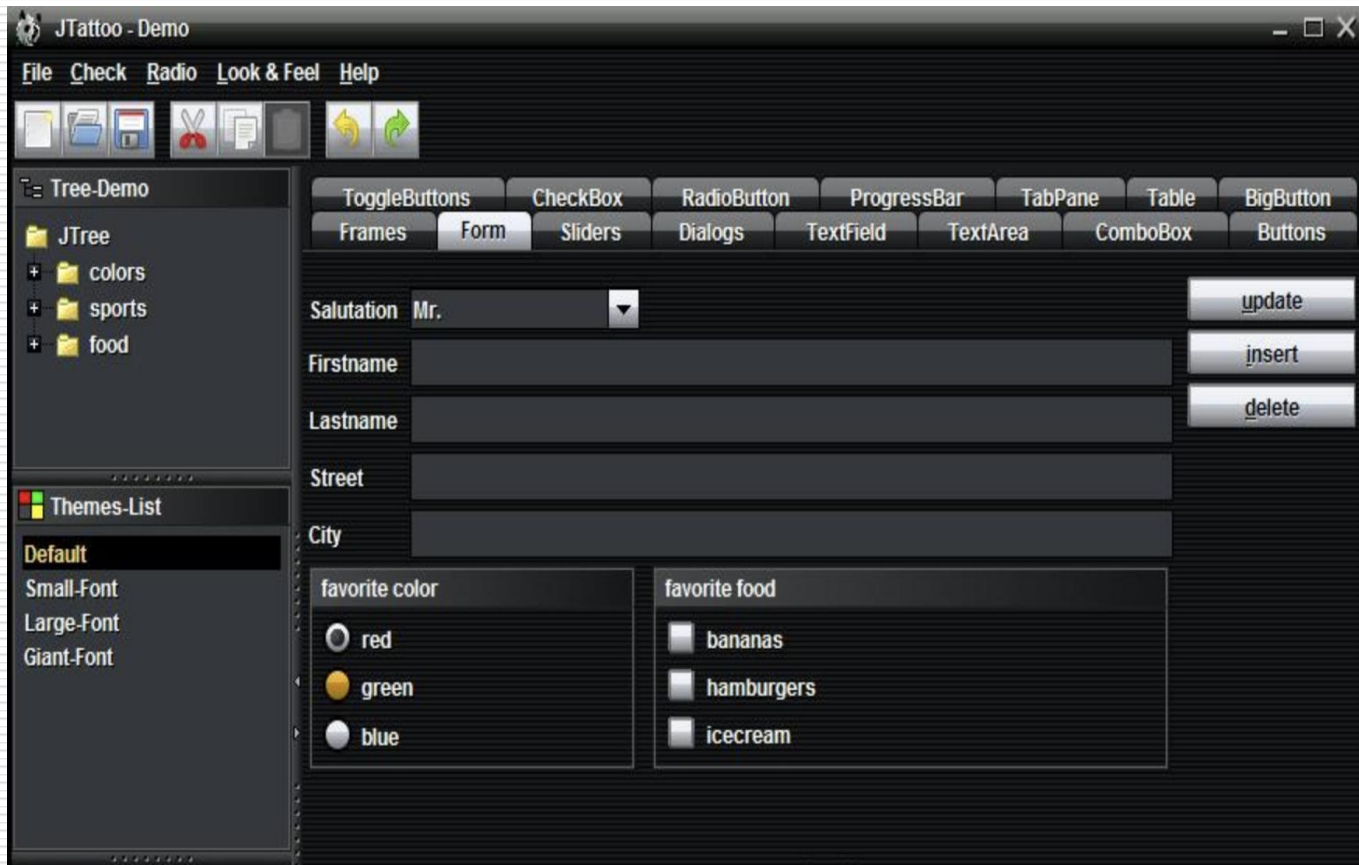 JTattoo - Demo
File Check Radio Look & Feel Help
Tree-Demo
JTree
colors
sports
food
Themes-List
Default
Small-Font
Large-Font
Giant-Font
ToggleButtons CheckBox RadioButton ProgressBar TabPane Table BigButton
Frames Form Sliders Dialogs TextField TextArea ComboBox Buttons
Salutation Mr.
Firstname
Lastname
Street
City
update
insert
delete
favorite color
red
green
blue
favorite food
bananas
hamburgers
icecream